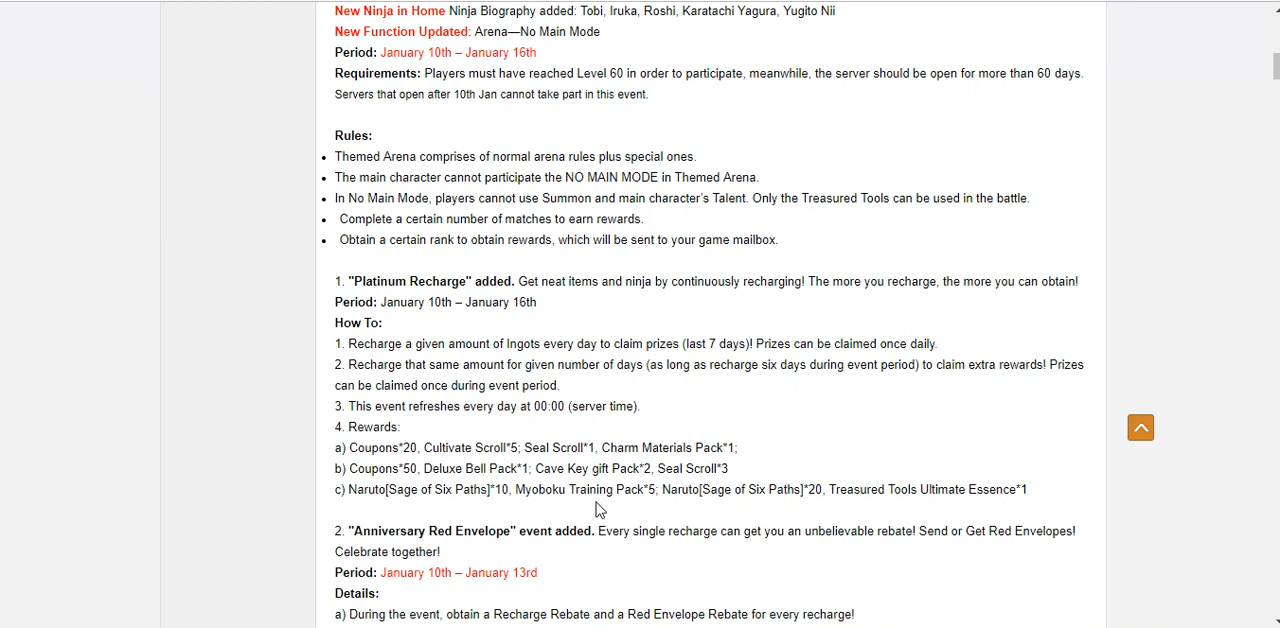 New Ninja in Home Ninja Biography added: Tobi, Iruka, Roshi, Karatachi Yagura, Yugito Nii
New Function Updated: Arena—No Main Mode
Period: January 10th – January 16th
Requirements: Players must have reached Level 60 in order to participate, meanwhile, the server should be open for more than 60 days.
Servers that open after 10th Jan cannot take part in this event.
Rules:
• Themed Arena comprises of normal arena rules plus special ones.
• The main character cannot participate the NO MAIN MODE in Themed Arena.
• In No Main Mode, players cannot use Summon and main character's Talent. Only the Treasured Tools can be used in the battle.
• Complete a certain number of matches to earn rewards.
• Obtain a certain rank to obtain rewards, which will be sent to your game mailbox.
1. "Platinum Recharge" added. Get neat items and ninja by continuously recharging! The more you recharge, the more you can obtain!
Period: January 10th – January 16th
How To:
1. Recharge a given amount of Ingots every day to claim prizes (last 7 days)! Prizes can be claimed once daily.
2. Recharge that same amount for given number of days (as long as recharge six days during event period) to claim extra rewards! Prizes
can be claimed once during event period.
3. This event refreshes every day at 00:00 (server time).
4. Rewards:
a) Coupons*20, Cultivate Scroll*5; Seal Scroll*1, Charm Materials Pack*1;
b) Coupons*50, Deluxe Bell Pack*1; Cave Key gift Pack*2, Seal Scroll*3
c) Naruto[Sage of Six Paths]*10, Myoboku Training Pack*5; Naruto[Sage of Six Paths]*20, Treasured Tools Ultimate Essence*1
2. "Anniversary Red Envelope" event added. Every single recharge can get you an unbelievable rebate! Send or Get Red Envelopes!
Celebrate together!
Period: January 10th – January 13rd
Details:
a) During the event, obtain a Recharge Rebate and a Red Envelope Rebate for every recharge!